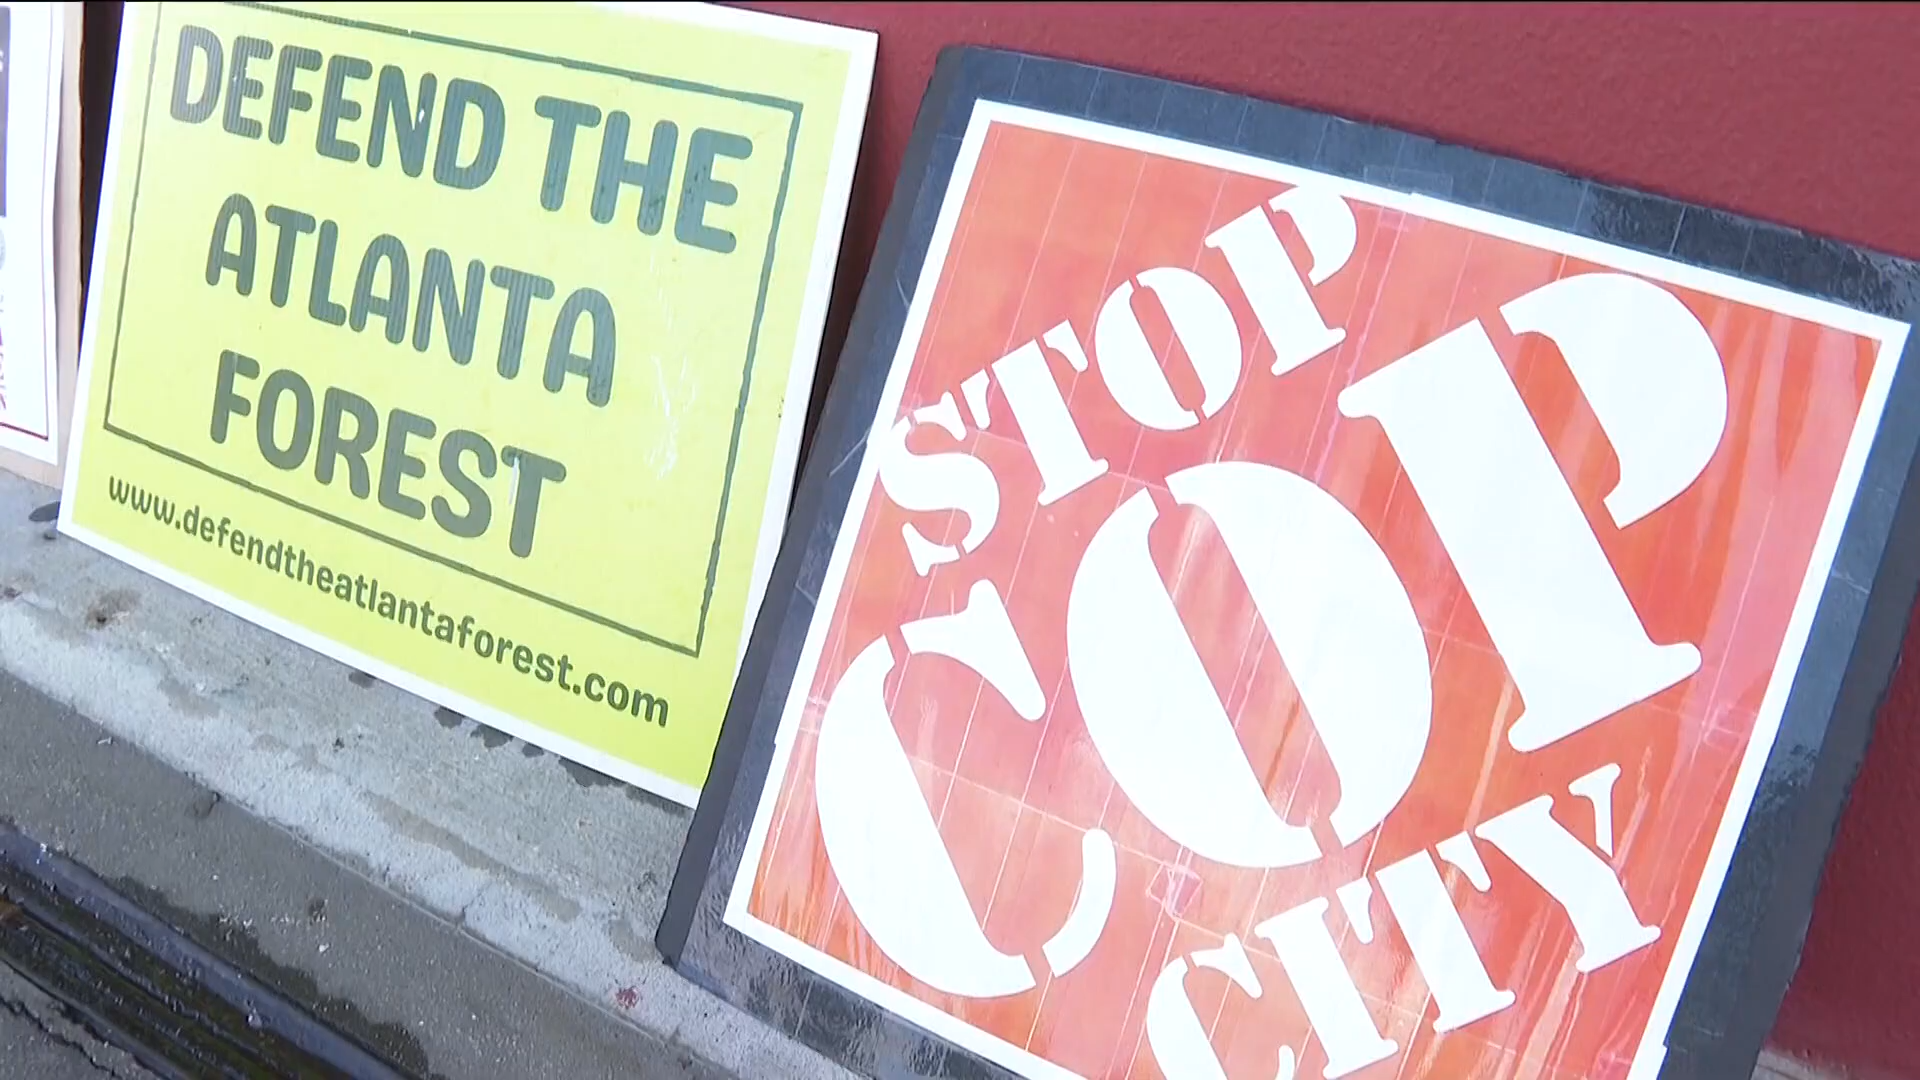 DEFEND THE
ATLANTA
FOREST
www.defendtheatlantaforest.com
STOP
COP
CITY